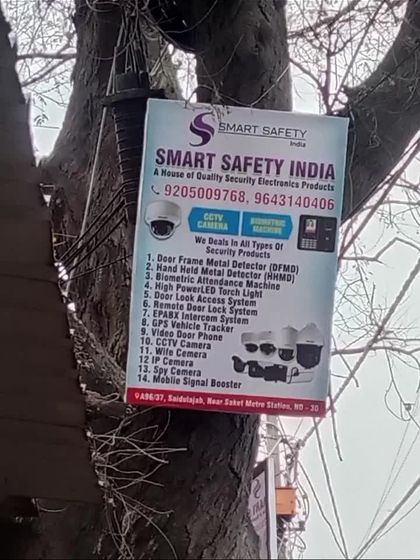 S SMART SAFETY
India
SMART SAFETY INDIA
A House of Quality Security Electronics Products
9205009768, 9643140406
CCTV
CAMERA
BIOMETRIC
MACHINE
We Deals In All Types Of
Security Products
1. Door Frame Metal Detector (DFMD)
2. Hand Held Metal Detector (HHMD)
3. Biometric Attendance Machine
4. High PowerLED Torch Light
5. Door Look Access System
6. Remote Door Lock System
7. EPABX Intercom System
8. GPS Vehicle Tracker
9. Video Door Phone
10. CCTV Camera
11. Wife Camera
12 IP Camera
13. Spy Camera
14. Moblie Signal Booster
A96/37, Saidulajab, Near Saket Metro Station, ND - 30